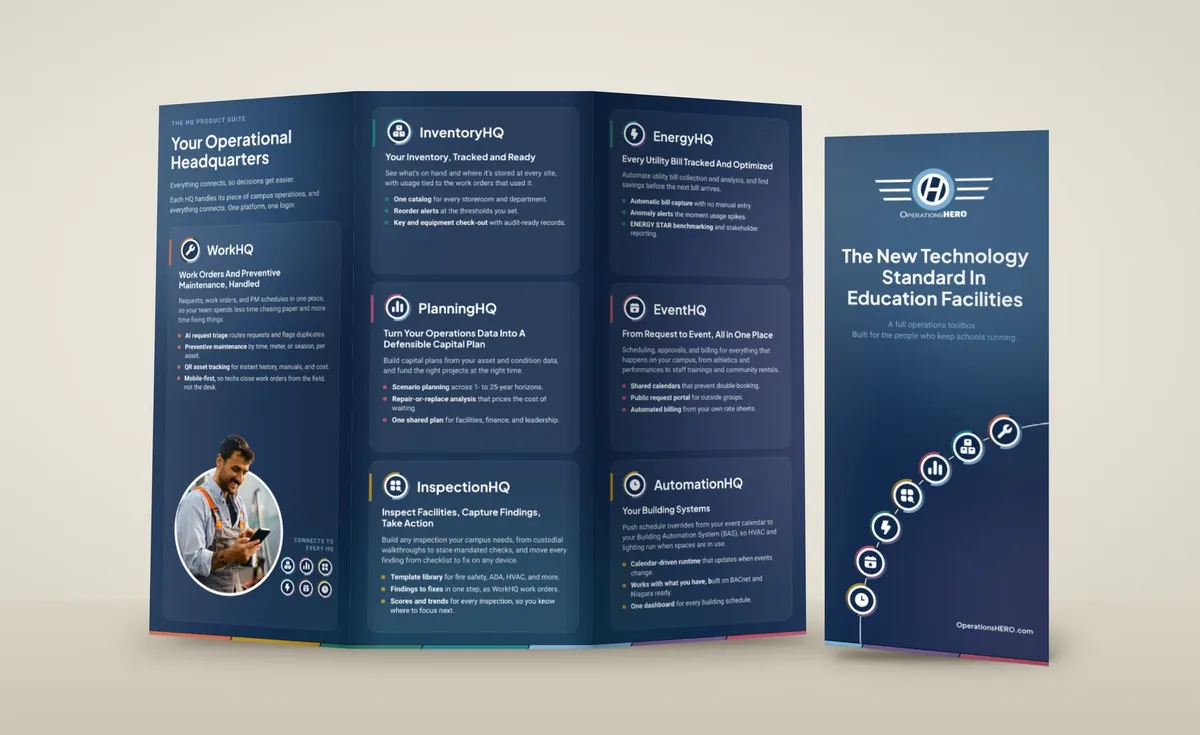 THE HQ PRODUCT SUITE
Your Operational
Headquarters
Everything connects, so decisions get easier.
Each HQ handles its piece of campus operations, and
everything connects. One platform, one login.
WorkHQ
Work Orders And Preventive
Maintenance, Handled
Requests, work orders, and PM schedules in one place,
so your team spends less time chasing paper and more
time fixing things.
AI request triage routes requests and flags duplicates.
Preventive maintenance by time, meter, or season, per
asset.
QR asset tracking for instant history, manuals, and cost.
Mobile-first, so techs close work orders from the field,
not the desk.
CONNECTS TO
EVERY HQ
InventoryHQ
Your Inventory, Tracked and Ready
See what's on hand and where it's stored at every site,
with usage tied to the work orders that used it.
One catalog for every storeroom and department.
Reorder alerts at the thresholds you set.
Key and equipment check-out with audit-ready records.
PlanningHQ
Turn Your Operations Data Into A
Defensible Capital Plan
Build capital plans from your asset and condition data,
and fund the right projects at the right time.
Scenario planning across 1- to 25-year horizons.
Repair-or-replace analysis that prices the cost of
waiting.
One shared plan for facilities, finance, and leadership.
InspectionHQ
Inspect Facilities, Capture Findings,
Take Action
Build any inspection your campus needs, from custodial
walkthroughs to state-mandated checks, and move every
finding from checklist to fix on any device.
Template library for fire safety, ADA, HVAC, and more.
Findings to fixes in one step, as WorkHQ work orders.
Scores and trends for every inspection, so you know
where to focus next.
EnergyHQ
Every Utility Bill Tracked And Optimized
Automate utility bill collection and analysis, and find
savings before the next bill arrives.
Automatic bill capture with no manual entry.
Anomaly alerts the moment usage spikes.
ENERGY STAR benchmarking and stakeholder
reporting.
EventHQ
From Request to Event, All in One Place
Scheduling, approvals, and billing for everything that
happens on your campus, from athletics and
performances to staff trainings and community rentals.
Shared calendars that prevent double-booking.
Public request portal for outside groups.
Automated billing from your own rate sheets.
AutomationHQ
Your Building Systems
Push schedule overrides from your event calendar to
your Building Automation System (BAS), so HVAC and
lighting run when spaces are in use.
Calendar-driven runtime that updates when events
change.
Works with what you have, built on BACnet and
Niagara ready.
One dashboard for every building schedule.
H
OPERATIONSHERO
The New Technology
Standard In
Education Facilities
A full operations toolbox
Built for the people who keep schools running
OperationsHERO.com